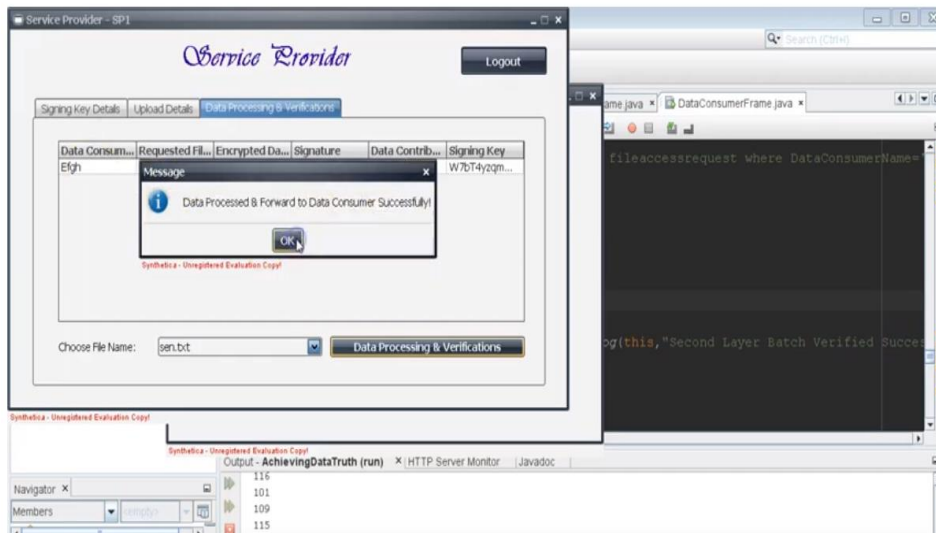 Service Provider - SP1
Search (Ctrl+I)
Service Provider
Logout
Signing Key Details Upload Details Data Processing & Verifications
ame.java DataConsumerFrame.java
Data Consum... Requested Fil... Encrypted Da... Signature Data Contrib... Signing Key
Efgh W7bT4yzqm...
fileaccessrequest where DataConsumerName="
Message
Data Processed & Forward to Data Consumer Successfully!
OK
Synthetica - Unregistered Evaluation Copy!
Choose File Name: sen.txt Data Processing & Verifications
og(this,"Second Layer Batch Verified Succes
Synthetica - Unregistered Evaluation Copy!
Synthetica - Unregistered Evaluation Copy!
Output - AchievingDataTruth (run) HTTP Server Monitor Javadoc
Navigator
Members <empty>
116
101
109
115